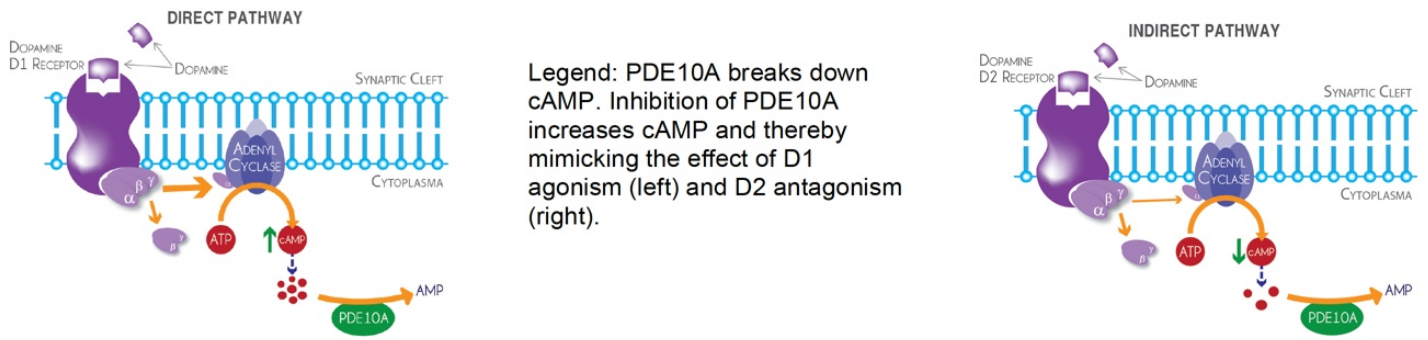 DIRECT PATHWAY
DOPAMINE
D1 RECEPTOR
DOPAMINE
SYNAPTIC CLEFT
ADENYL
CYCLASE
CYTOPLASMA
α
β
γ
α
β
γ
ATP
cAMP
AMP
PDE10A
Legend: PDE10A breaks down
cAMP. Inhibition of PDE10A
increases cAMP and thereby
mimicking the effect of D1
agonism (left) and D2 antagonism
(right).
INDIRECT PATHWAY
DOPAMINE
D2 RECEPTOR
DOPAMINE
SYNAPTIC CLEFT
ADENYL
CYCLASE
CYTOPLASMA
α
β
γ
α
β
γ
ATP
cAMP
AMP
PDE10A